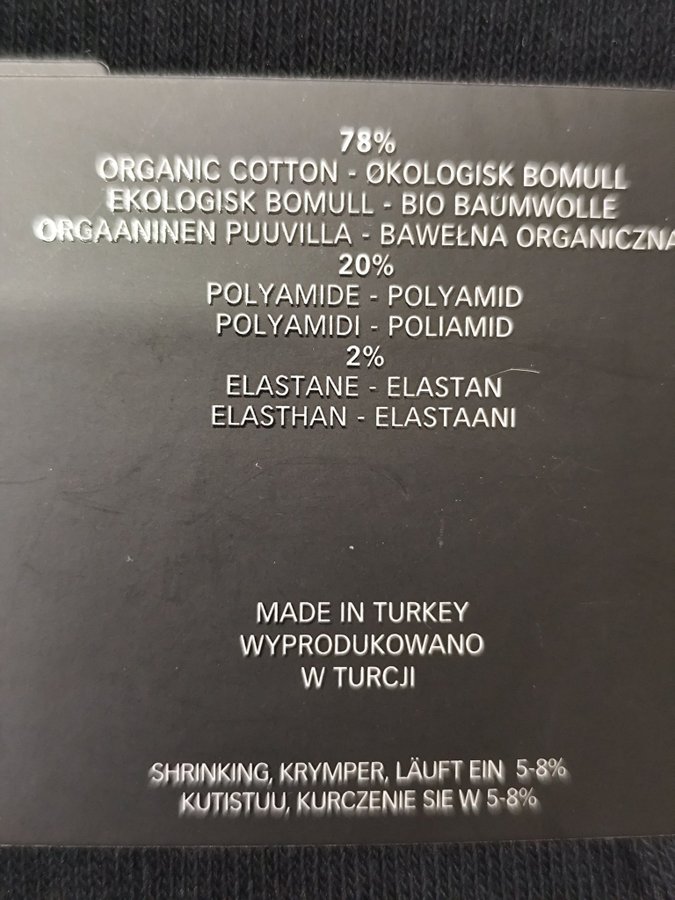 78%
ORGANIC COTTON - ØKOLOGISK BOMULL
EKOLOGISK BOMULL - BIO BAUMWOLLE
ORGAANINEN PUUVILLA - BAWEŁNA ORGANICZNA
20%
POLYAMIDE - POLYAMID
POLYAMIDI - POLIAMID
2%
ELASTANE - ELASTAN
ELASTHAN - ELASTAANI
MADE IN TURKEY
WYPRODUKOWANO
W TURCJI
SHRINKING, KRYMPER, LÄUFT EIN 5-8%
KUTISTUU, KURCZENIE SIE W 5-8%